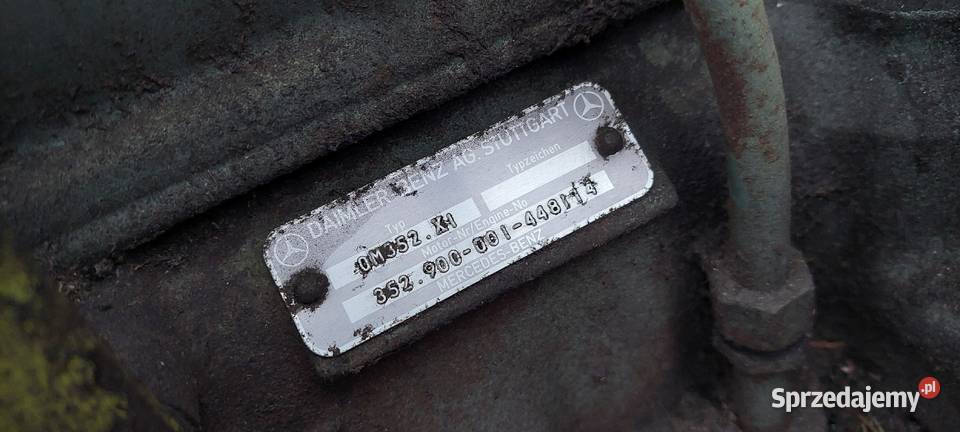 DAIMLER-BENZ AG. STUTTGART
Typ
Typzeichen
OM352.X1
Motor-Nr/Engine-No
352.900-001-448114
MERCEDES-BENZ
Sprzedajemy.pl